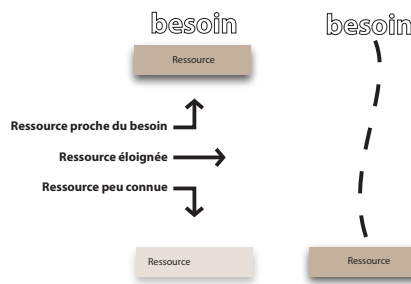 besoin
besoin
Ressource
Ressource proche du besoin
Ressource éloignée
Ressource peu connue
Ressource
Ressource